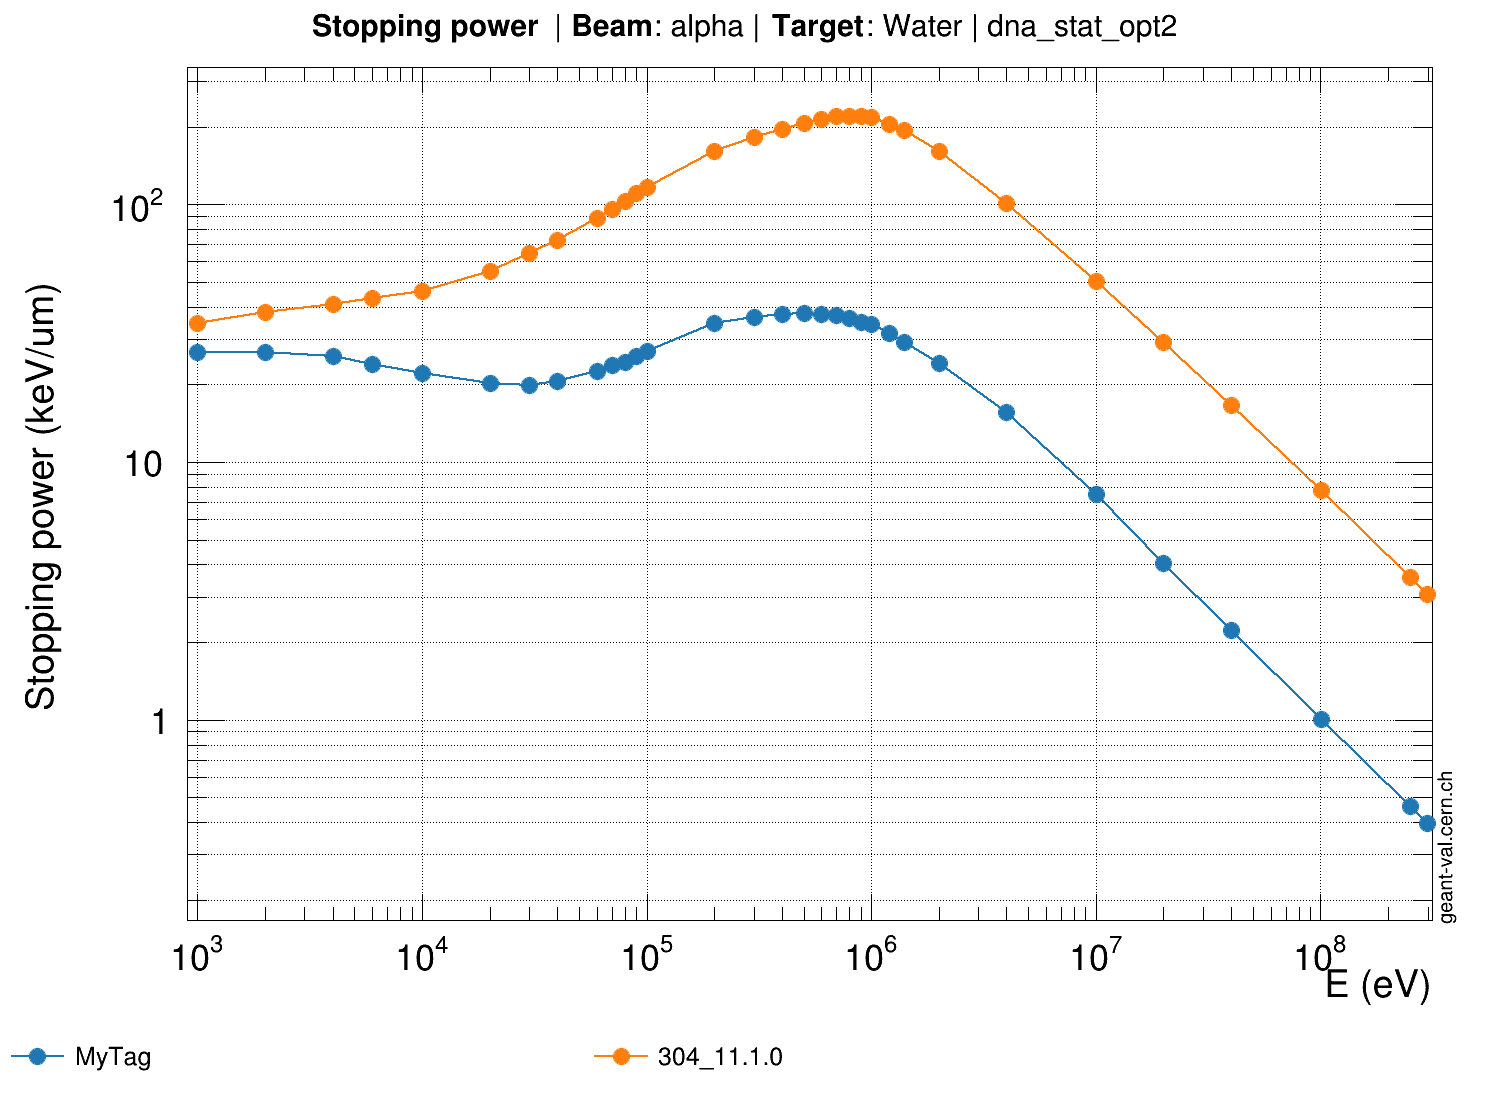 Stopping power | Beam: alpha | Target: Water | dna_stat_opt2
Stopping power (keV/um)
10²
10
1
10³ 10⁴ 10⁵ 10⁶ 10⁷ 10⁸
E (eV)
geant-val.cern.ch
MyTag 304_11.1.0